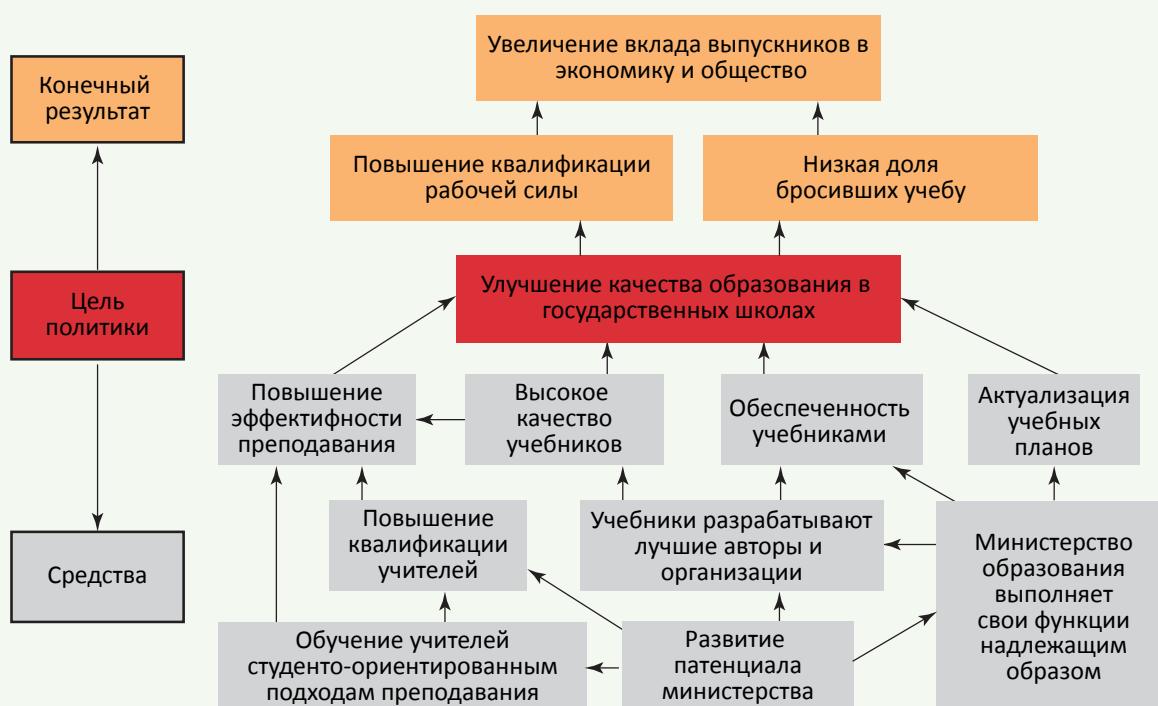 Увеличение вклада выпускников в
экономику и общество
Конечный
результат
Повышение квалификации
рабочей силы
Низкая доля
бросивших учебу
Цель
политики
Улучшение качества образования в
государственных школах
Повышение
эффектифности
преподавания
Высокое
качество
учебников
Обеспеченность
учебниками
Актуализация
учебных
планов
Средства
Повышение
квалификации
учителей
Учебники разрабатывают
лучшие авторы и
организации
Министерство
образования
выполняет
свои функции
надлежащим
образом
Обучение учителей
студенто-ориентированным
подходам преподавания
Развитие
патенциала
министерства